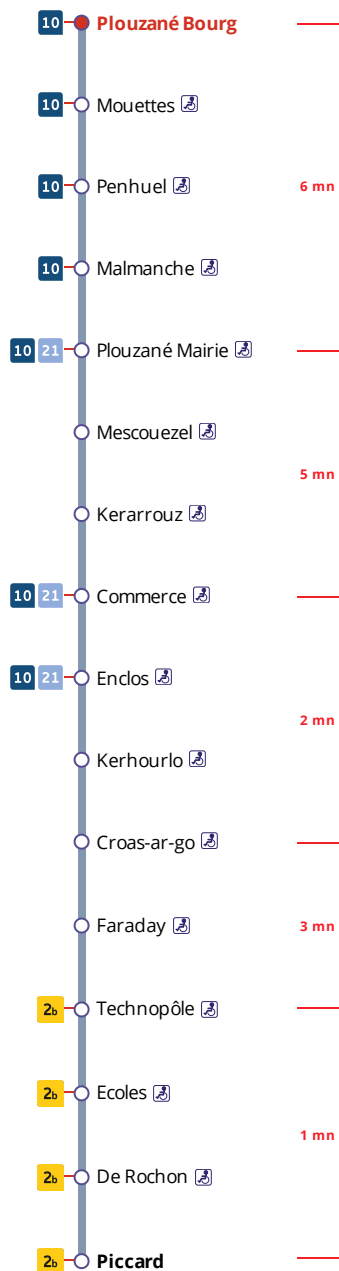 10 Plouzané Bourg
10 Mouettes
10 Penhuel 6 mn
10 Malmanche
10 21 Plouzané Mairie
Mescouezel
5 mn
Kerarrouz
10 21 Commerce
10 21 Enclos
2 mn
Kerhourlo
Croas-ar-go
Faraday 3 mn
2b Technopôle
2b Ecoles
1 mn
2b De Rochon
2b Piccard